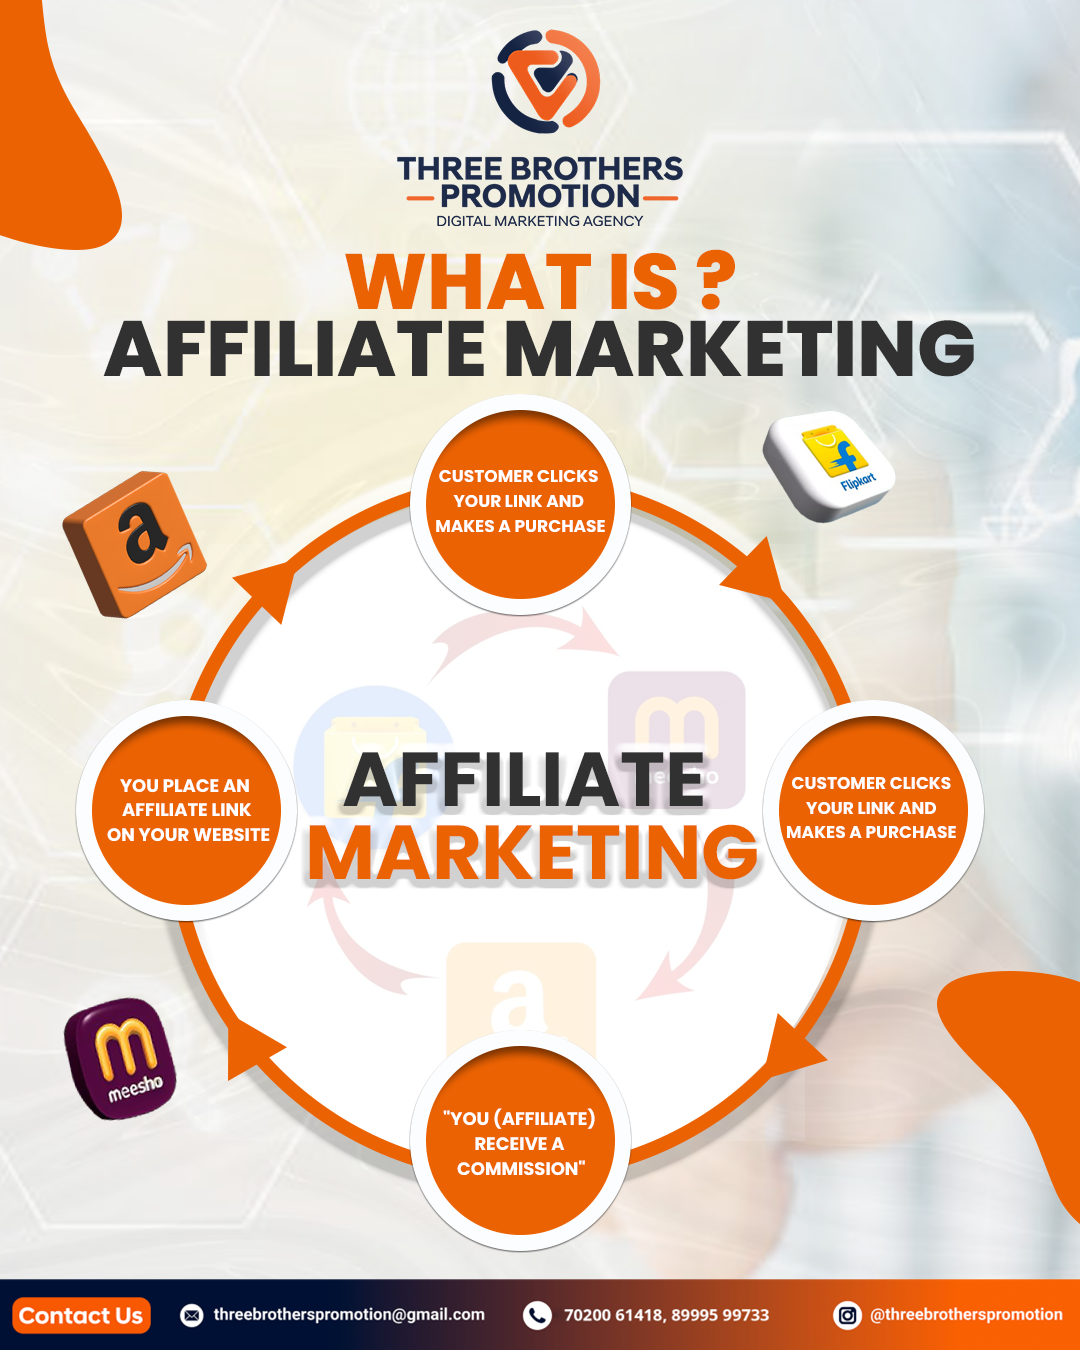 THREE BROTHERS
PROMOTION
DIGITAL MARKETING AGENCY
WHAT IS ?
AFFILIATE MARKETING
CUSTOMER CLICKS
YOUR LINK AND
MAKES A PURCHASE
Flipkart
a
YOU PLACE AN
AFFILIATE LINK
ON YOUR WEBSITE
AFFILIATE
MARKETING
m
CUSTOMER CLICKS
YOUR LINK AND
MAKES A PURCHASE
m
meesho
a
"YOU (AFFILIATE)
RECEIVE A
COMMISSION"
Contact Us
threebrotherspromotion@gmail.com
70200 61418, 89995 99733
@threebrotherspromotion